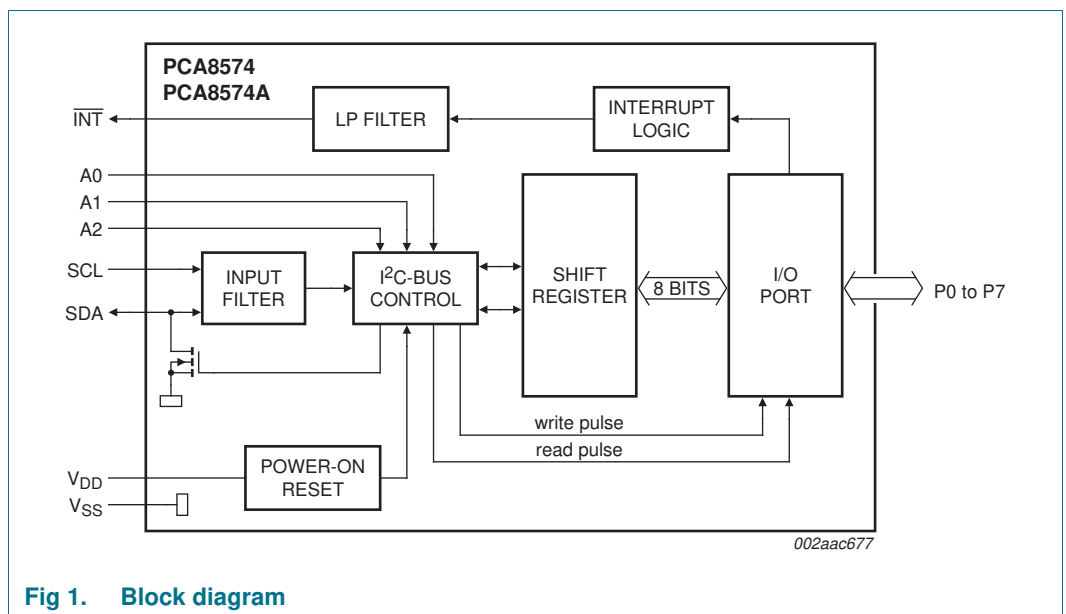 PCA8574
PCA8574A
INT
LP FILTER
INTERRUPT
LOGIC
A0
A1
A2
SCL
SDA
INPUT
FILTER
I²C-BUS
CONTROL
SHIFT
REGISTER
8 BITS
I/O
PORT
P0 to P7
write pulse
read pulse
VDD
VSS
POWER-ON
RESET
002aac677
Fig 1. Block diagram